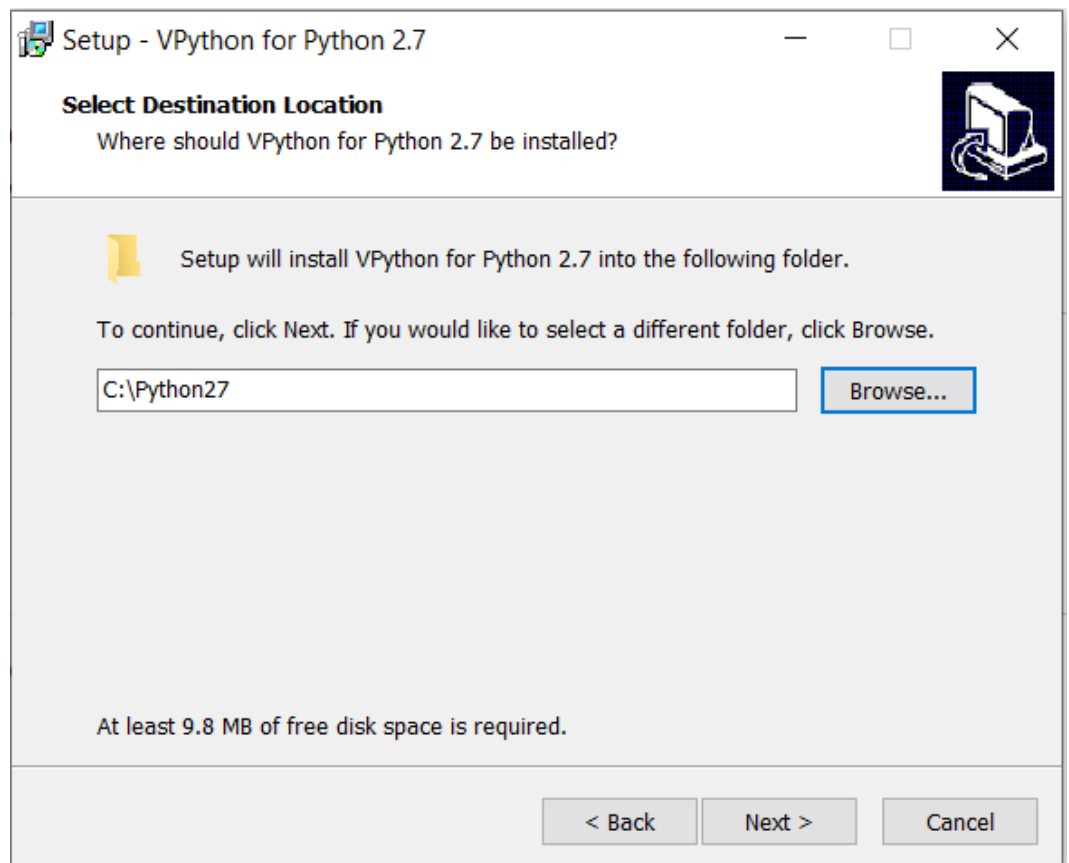 Setup - VPython for Python 2.7
Select Destination Location
Where should VPython for Python 2.7 be installed?
Setup will install VPython for Python 2.7 into the following folder.
To continue, click Next. If you would like to select a different folder, click Browse.
C:\Python27
Browse...
At least 9.8 MB of free disk space is required.
< Back
Next >
Cancel